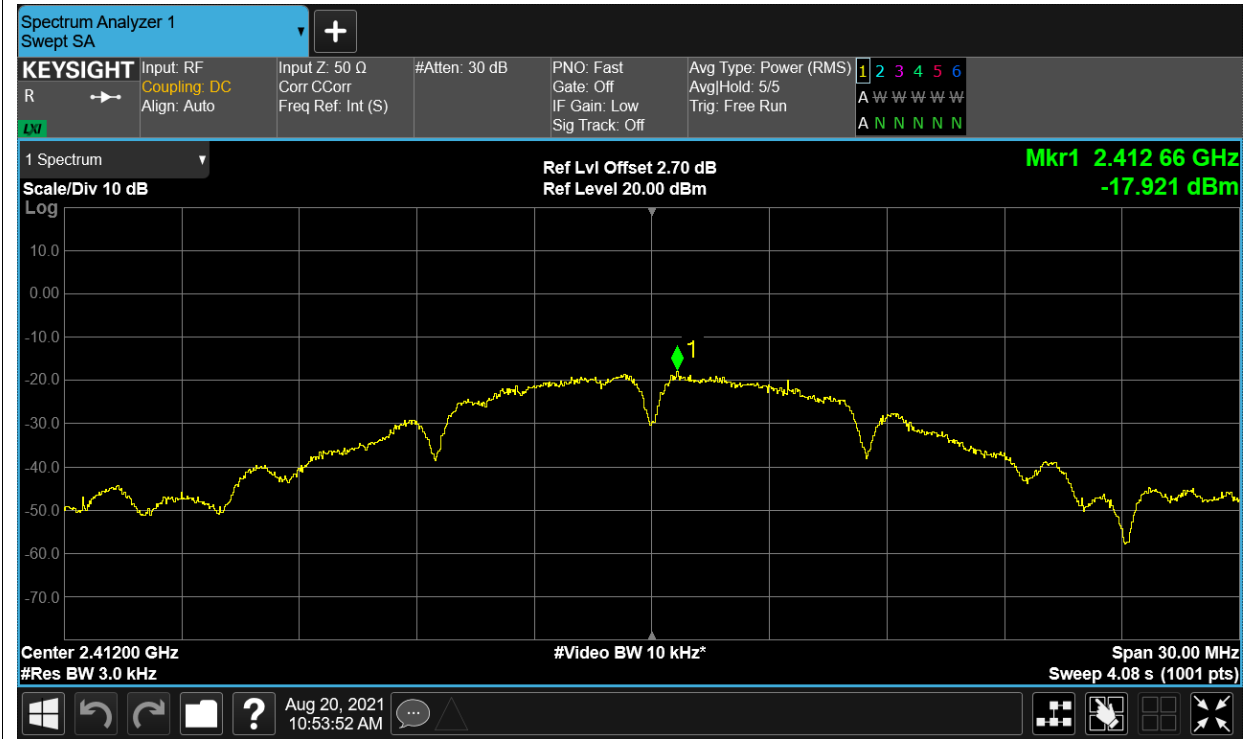 Spectrum Analyzer 1
Swept SA
KEYSIGHT
R
LXI
Input: RF
Coupling: DC
Align: Auto
Input Z: 50 Ω
Corr CCorr
Freq Ref: Int (S)
#Atten: 30 dB
PNO: Fast
Gate: Off
IF Gain: Low
Sig Track: Off
Avg Type: Power (RMS)
Avg|Hold: 5/5
Trig: Free Run
1 2 3 4 5 6
A W W W W W
A N N N N N
1 Spectrum
Scale/Div 10 dB
Log
Ref Lvl Offset 2.70 dB
Ref Level 20.00 dBm
Mkr1 2.412 66 GHz
-17.921 dBm
10.0
0.00
-10.0
1
-20.0
-30.0
-40.0
-50.0
-60.0
-70.0
Center 2.41200 GHz
#Res BW 3.0 kHz
#Video BW 10 kHz*
Span 30.00 MHz
Sweep 4.08 s (1001 pts)
?
Aug 20, 2021
10:53:52 AM